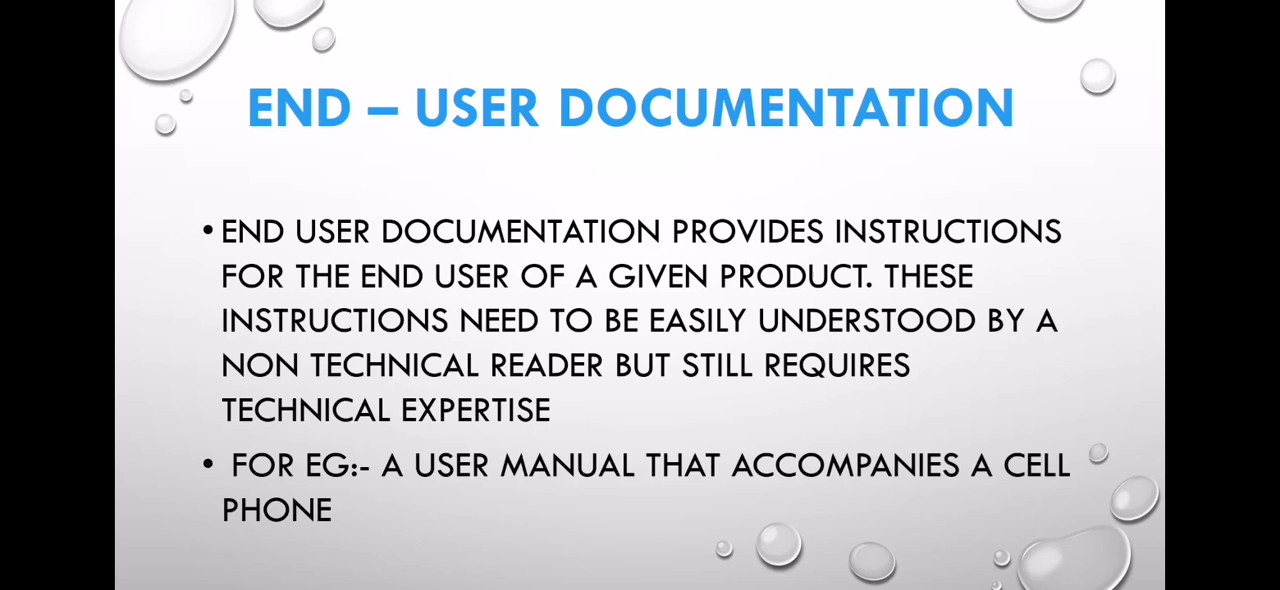 END – USER DOCUMENTATION
• END USER DOCUMENTATION PROVIDES INSTRUCTIONS
FOR THE END USER OF A GIVEN PRODUCT. THESE
INSTRUCTIONS NEED TO BE EASILY UNDERSTOOD BY A
NON TECHNICAL READER BUT STILL REQUIRES
TECHNICAL EXPERTISE
• FOR EG:- A USER MANUAL THAT ACCOMPANIES A CELL
PHONE